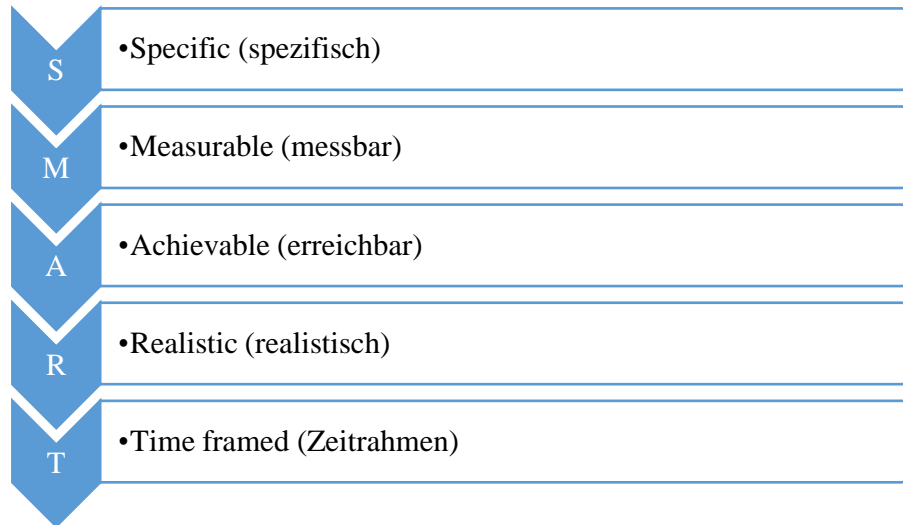 S
•Specific (spezifisch)
M
•Measurable (messbar)
A
•Achievable (erreichbar)
R
•Realistic (realistisch)
T
•Time framed (Zeitrahmen)